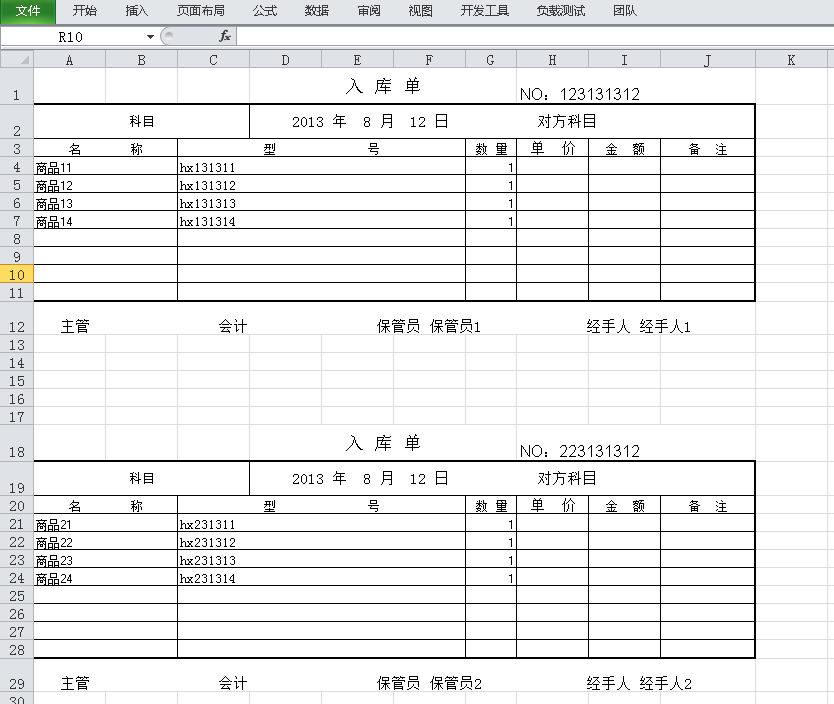 文件 开始 插入 页面布局 公式 数据 审阅 视图 开发工具 负载测试 团队
R10 fx
A B C D E F G H I J K
1 入 库 单 NO：123131312
2 科目 2013 年 8 月 12 日 对方科目
3 名 称 型 号 数 量 单 价 金 额 备 注
4 商品11 hx131311 1
5 商品12 hx131312 1
6 商品13 hx131313 1
7 商品14 hx131314 1
8
9
10
11
12 主管 会计 保管员 保管员1 经手人 经手人1
13
14
15
16
17
18 入 库 单 NO：223131312
19 科目 2013 年 8 月 12 日 对方科目
20 名 称 型 号 数 量 单 价 金 额 备 注
21 商品21 hx231311 1
22 商品22 hx231312 1
23 商品23 hx231313 1
24 商品24 hx231314 1
25
26
27
28
29 主管 会计 保管员 保管员2 经手人 经手人2
30